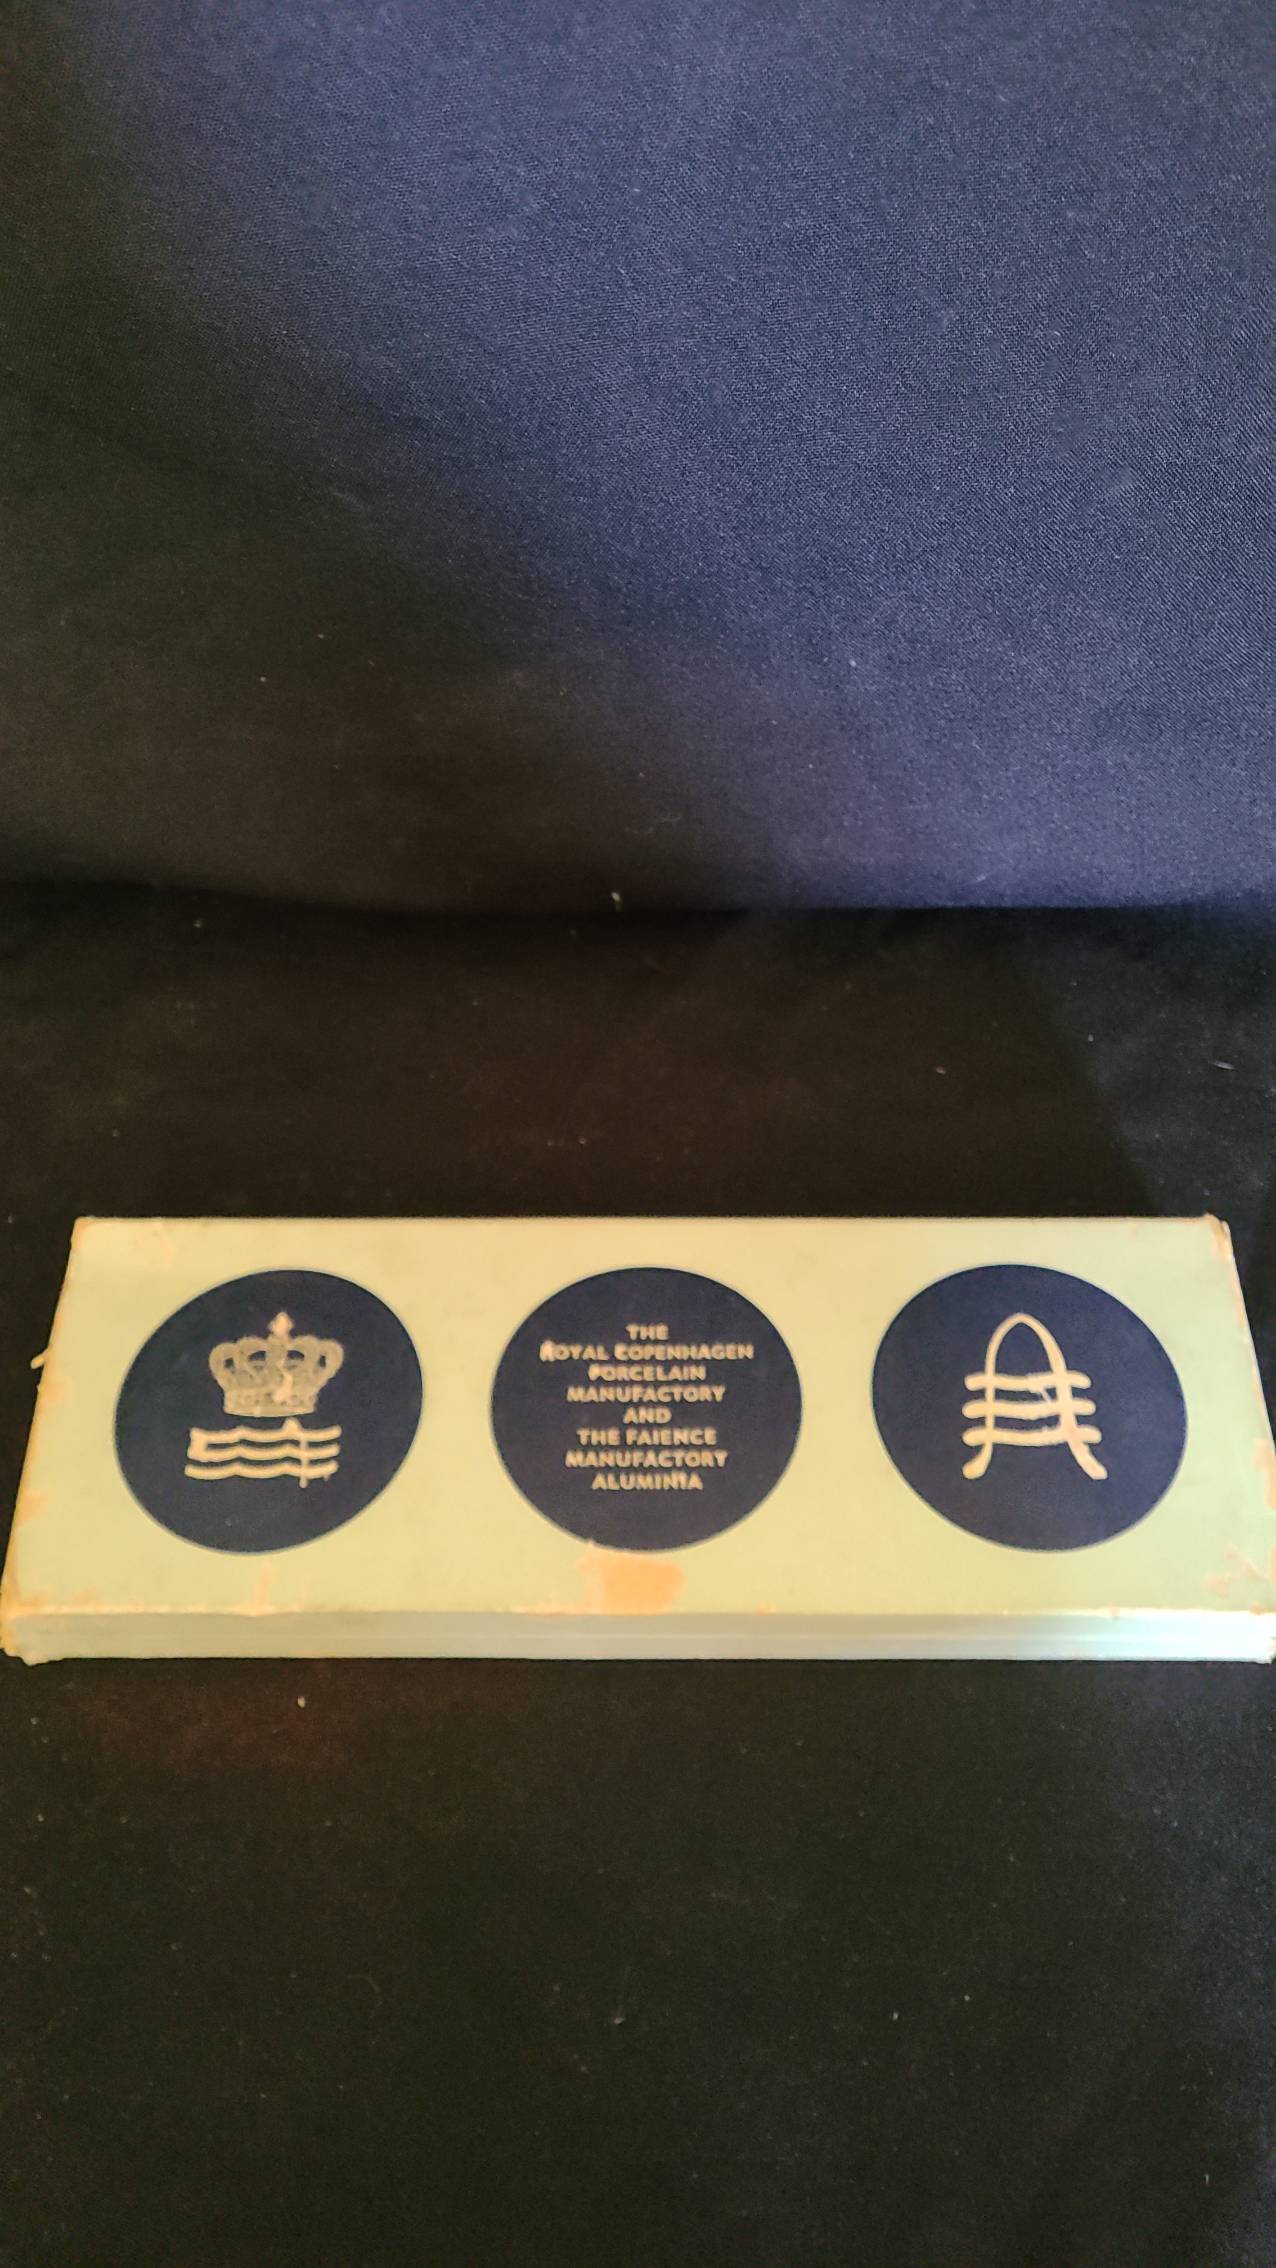 THE
ROYAL COPENHAGEN
PORCELAIN
MANUFACTORY
AND
THE FAIENCE
MANUFACTORY
ALUMINIA